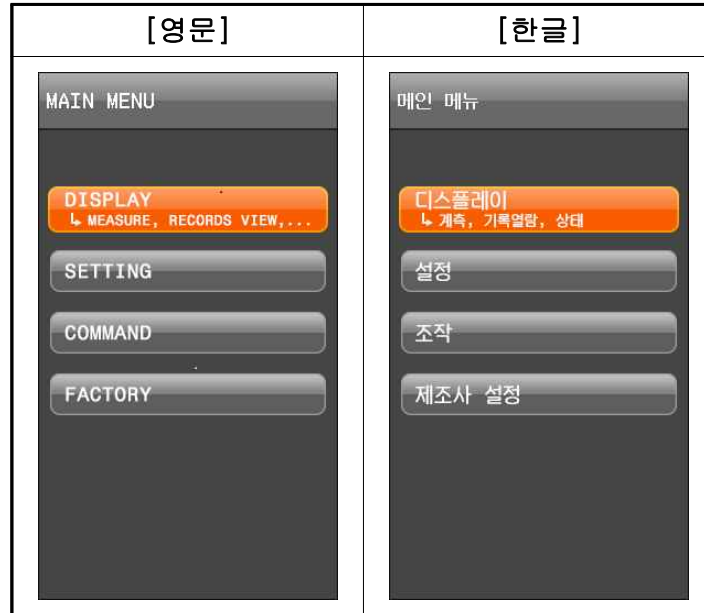 [영문]
[한글]
MAIN MENU
DISPLAY
↳ MEASURE, RECORDS VIEW,...
SETTING
COMMAND
FACTORY
메인 메뉴
디스플레이
↳ 계측, 기록열람, 상태
설정
조작
제조사 설정